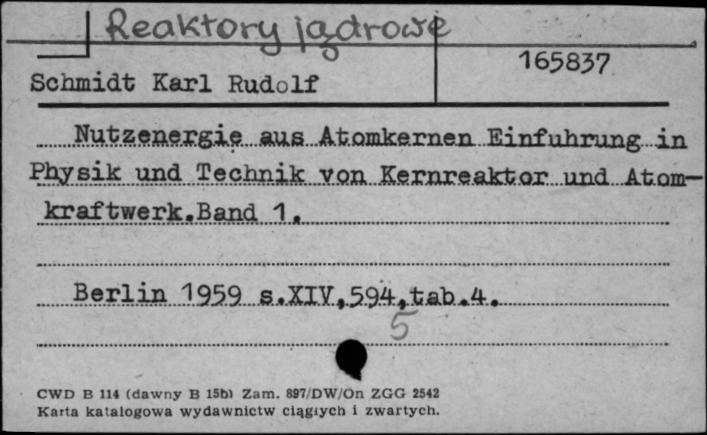 Reaktory jądrowe
165837
Schmidt Karl Rudolf
Nutzenergie aus Atomkernen Einfuhrung in
Physik und Technik von Kernreaktor und Atom-
kraftwerk.Band 1.
Berlin 1959 s.XIV,594,tab.4.
5
CWD B 114 (dawny B 15b) Zam. 897/DW/On ZGG 2542
Karta katalogowa wydawnictw ciągłych i zwartych.